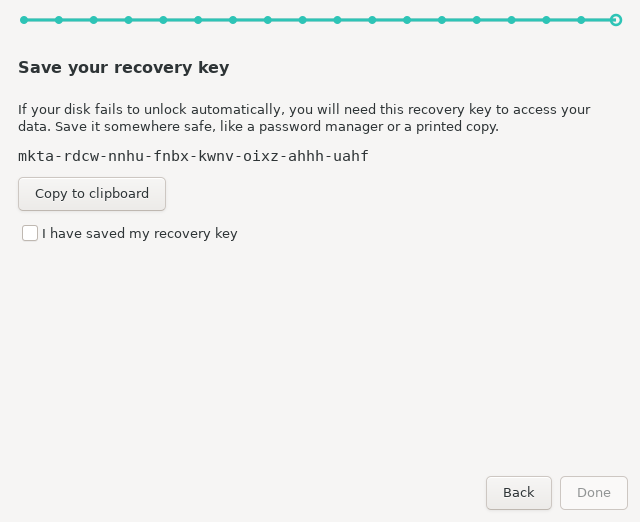 Save your recovery key
If your disk fails to unlock automatically, you will need this recovery key to access your
data. Save it somewhere safe, like a password manager or a printed copy.
mkta-rdcw-nnhu-fnbx-kwnv-oixz-ahhh-uahf
Copy to clipboard
I have saved my recovery key
Back Done